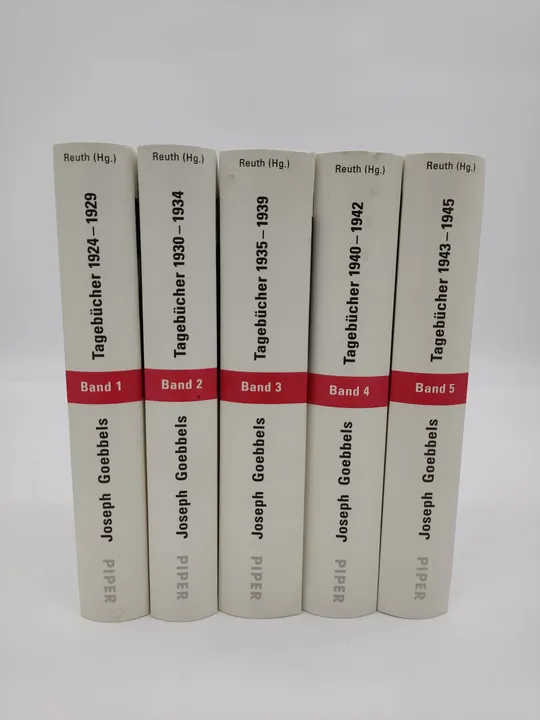 Reuth (Hg.)
Tagebücher 1924–1929
Band 1
Joseph Goebbels
PIPER
Reuth (Hg.)
Tagebücher 1930–1934
Band 2
Joseph Goebbels
PIPER
Reuth (Hg.)
Tagebücher 1935–1939
Band 3
Joseph Goebbels
PIPER
Reuth (Hg.)
Tagebücher 1940–1942
Band 4
Joseph Goebbels
PIPER
Reuth (Hg.)
Tagebücher 1943–1945
Band 5
Joseph Goebbels
PIPER